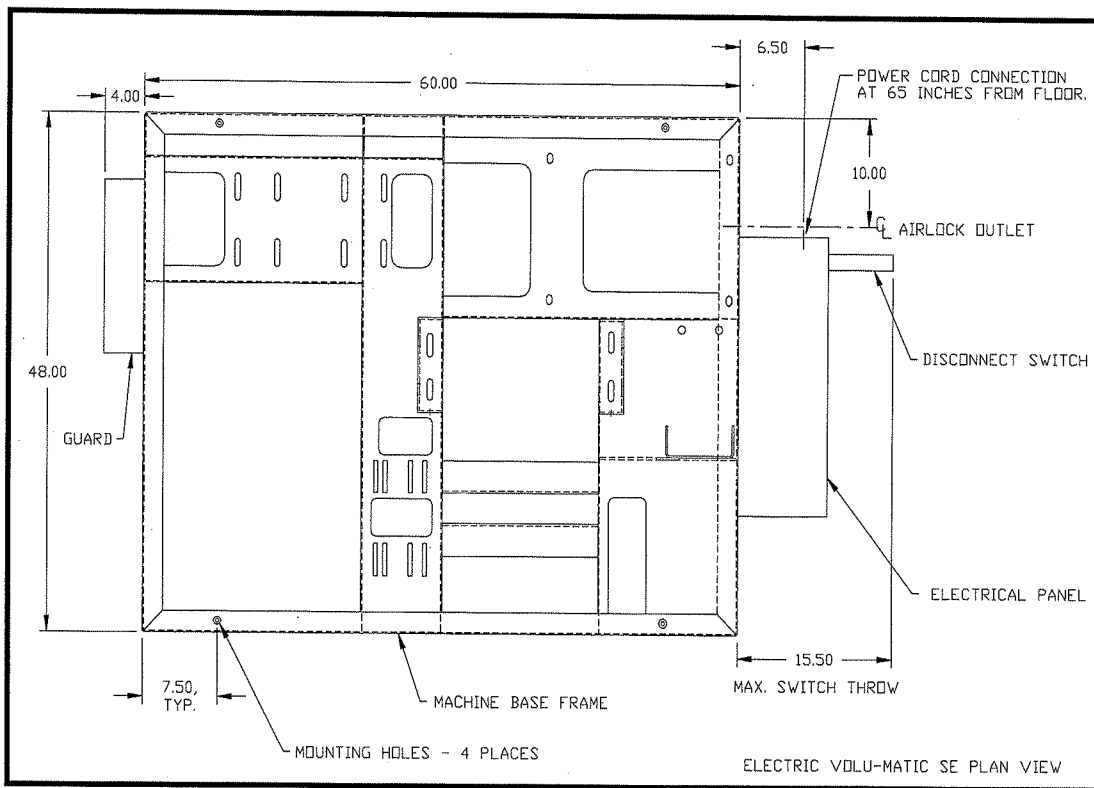 6.50
60.00
POWER CORD CONNECTION
AT 65 INCHES FROM FLOOR.
4.00
10.00
CL AIRLOCK OUTLET
DISCONNECT SWITCH
48.00
GUARD
ELECTRICAL PANEL
15.50
MAX. SWITCH THROW
7.50,
TYP.
MACHINE BASE FRAME
MOUNTING HOLES - 4 PLACES
ELECTRIC VOLU-MATIC SE PLAN VIEW